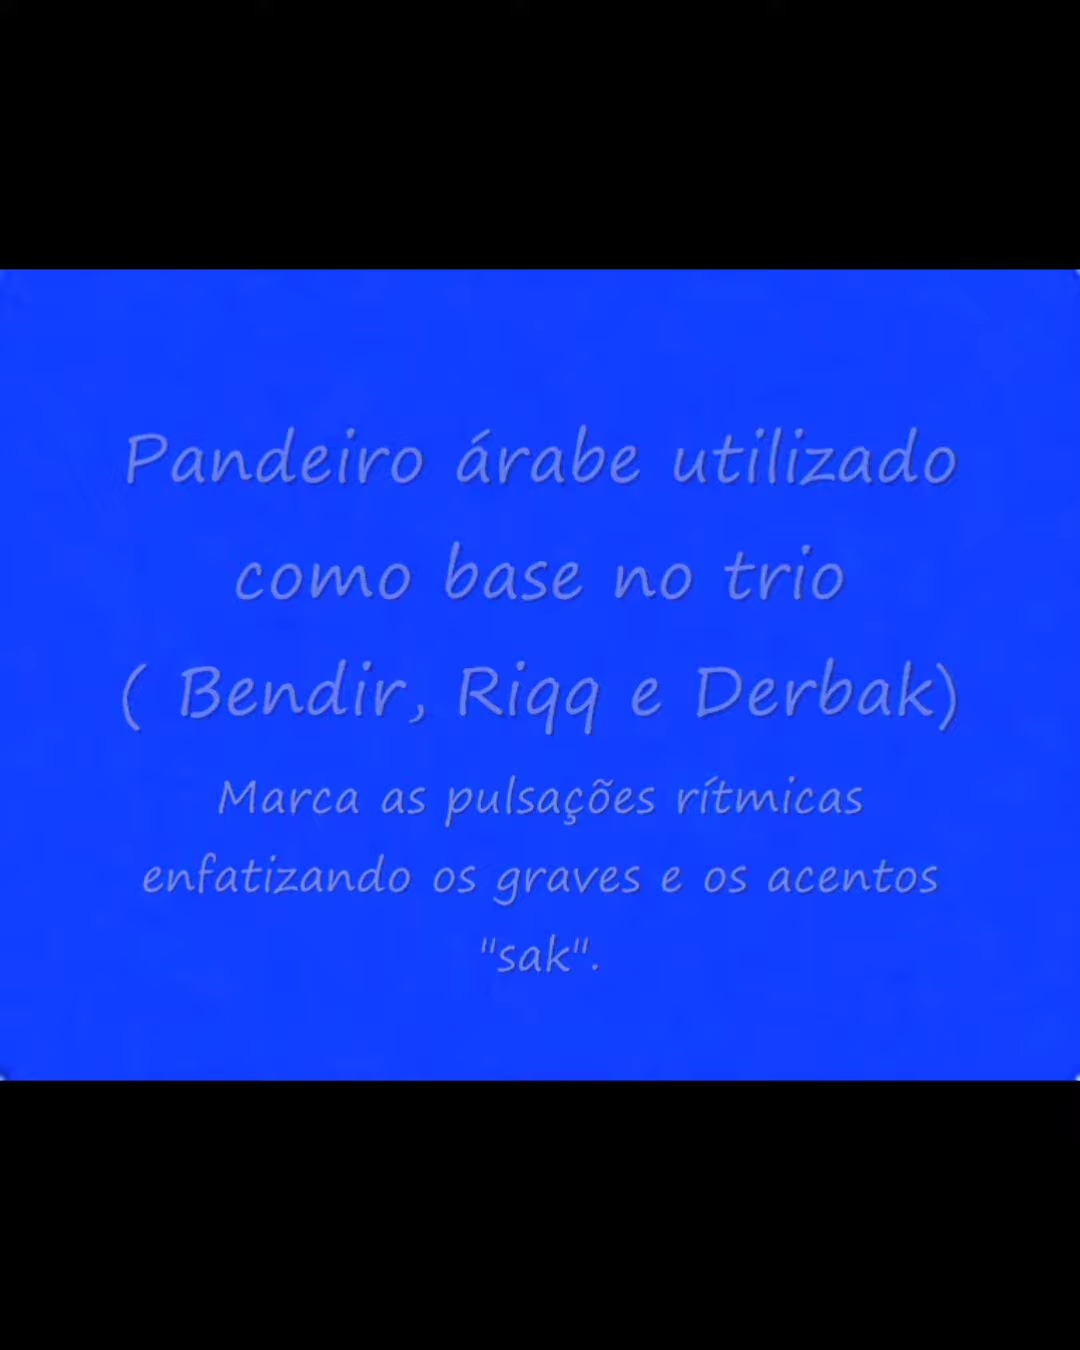 Pandeiro árabe utilizado
como base no trio
( Bendir, Riqq e Derbak)
Marca as pulsações rítmicas
enfatizando os graves e os acentos
"sak".